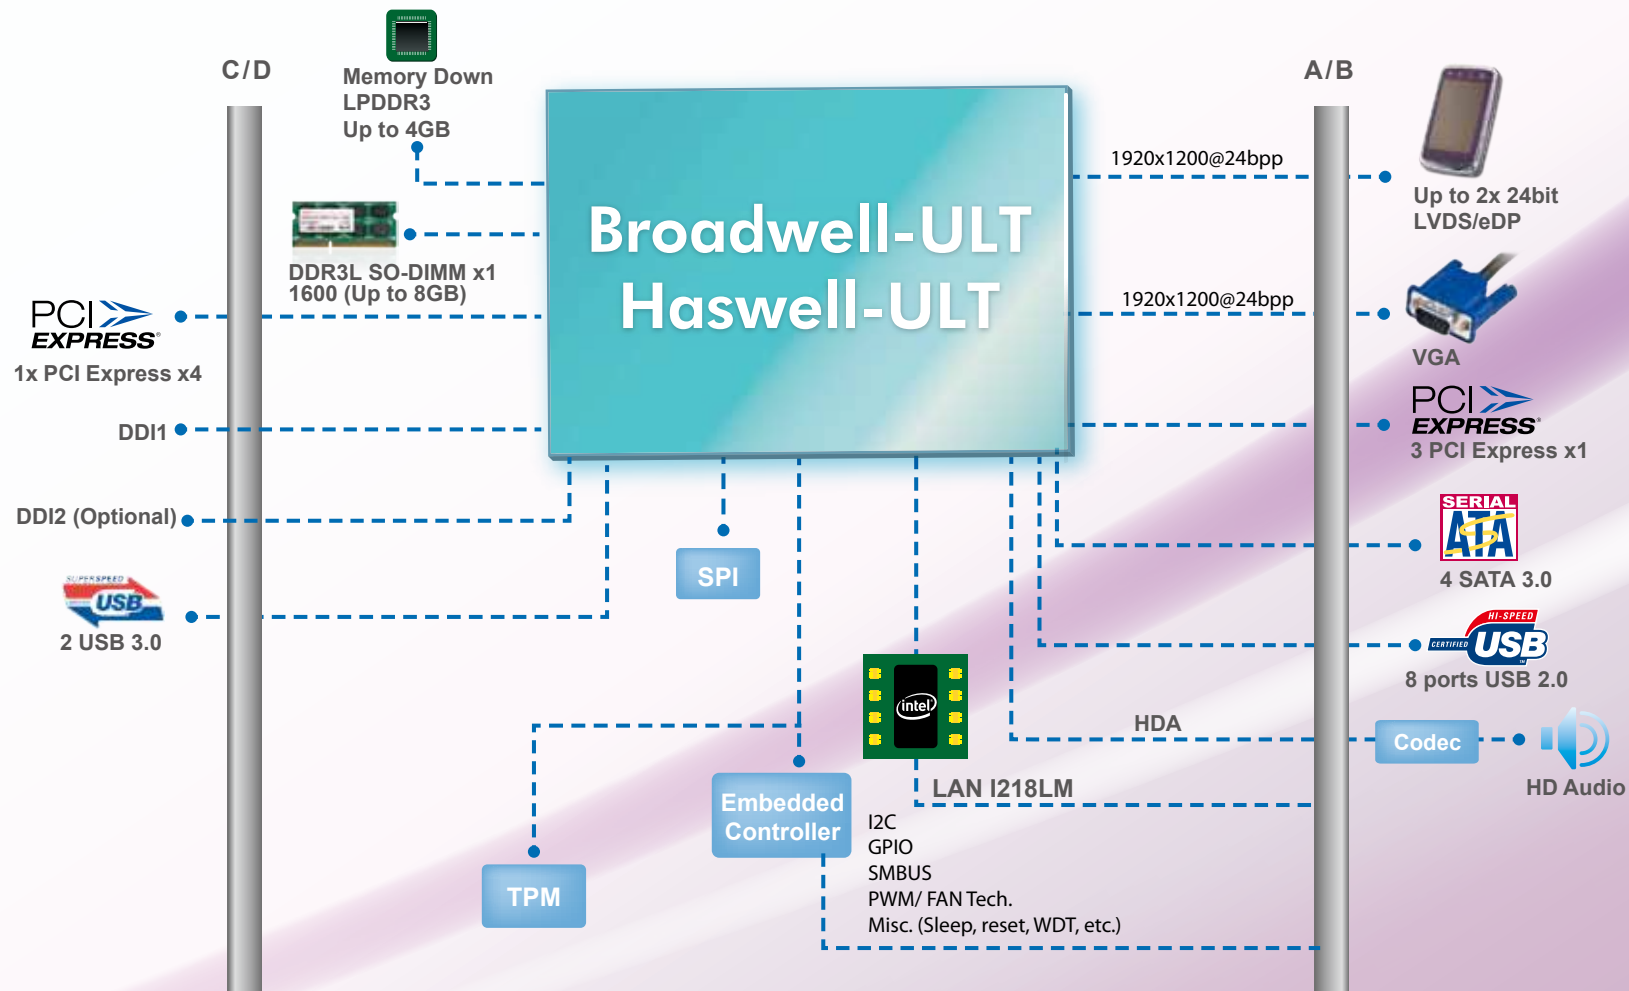 C/D
A/B
Memory Down
LPDDR3
Up to 4GB
DDR3L SO-DIMM x1
1600 (Up to 8GB)
PCI
EXPRESS®
1x PCI Express x4
DDI1
DDI2 (Optional)
SUPERSPEED
USB
2 USB 3.0
Broadwell-ULT
Haswell-ULT
1920x1200@24bpp
Up to 2x 24bit
LVDS/eDP
1920x1200@24bpp
VGA
PCI
EXPRESS®
3 PCI Express x1
SERIAL
ATA
4 SATA 3.0
HI-SPEED
CERTIFIED
USB
TM
8 ports USB 2.0
SPI
intel
HDA
Codec
HD Audio
LAN I218LM
Embedded
Controller
I2C
GPIO
SMBUS
PWM/ FAN Tech.
Misc. (Sleep, reset, WDT, etc.)
TPM